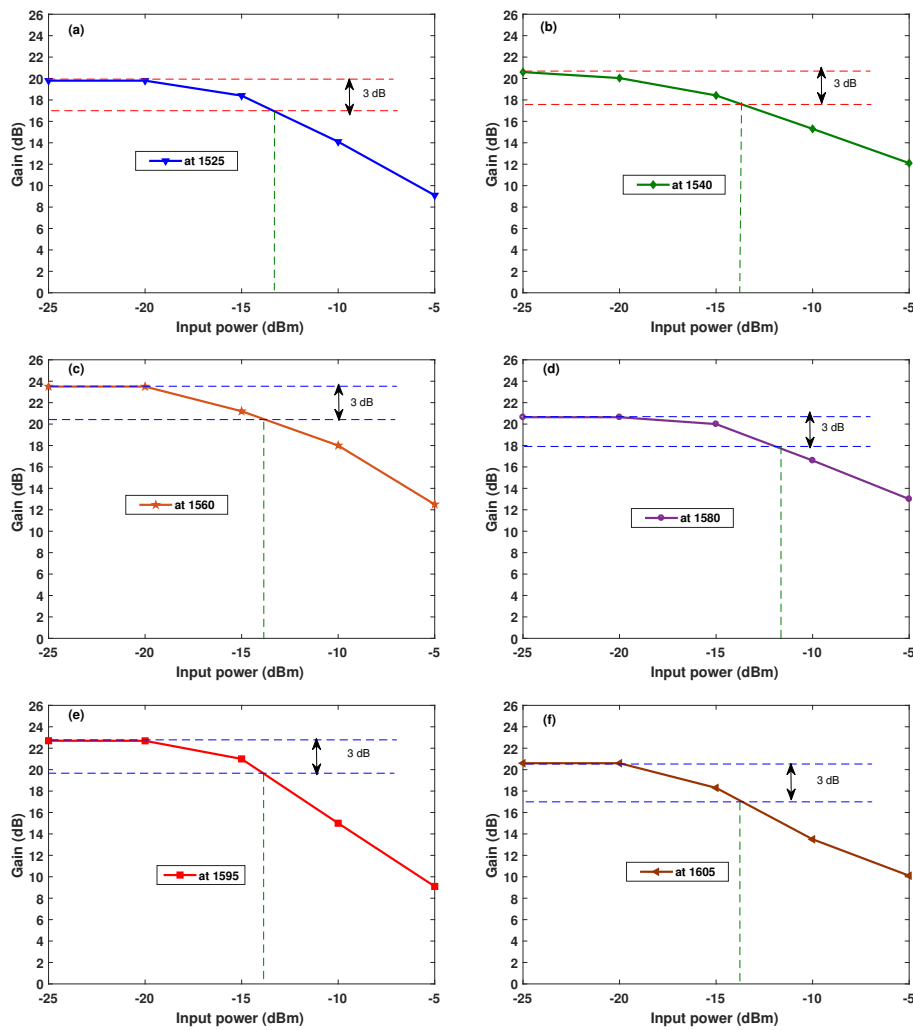 (a)
26
24
22
20
18
16
14
12
10
8
6
4
2
0
Gain (dB)
3 dB
at 1525
-25 -20 -15 -10 -5
Input power (dBm)
(b)
26
24
22
20
18
16
14
12
10
8
6
4
2
0
Gain (dB)
3 dB
at 1540
-25 -20 -15 -10 -5
Input power (dBm)
(c)
26
24
22
20
18
16
14
12
10
8
6
4
2
0
Gain (dB)
3 dB
at 1560
-25 -20 -15 -10 -5
Input power (dBm)
(d)
26
24
22
20
18
16
14
12
10
8
6
4
2
0
Gain (dB)
3 dB
at 1580
-25 -20 -15 -10 -5
Input power (dBm)
(e)
26
24
22
20
18
16
14
12
10
8
6
4
2
0
Gain (dB)
3 dB
at 1595
-25 -20 -15 -10 -5
Input power (dBm)
(f)
26
24
22
20
18
16
14
12
10
8
6
4
2
0
Gain (dB)
3 dB
at 1605
-25 -20 -15 -10 -5
Input power (dBm)